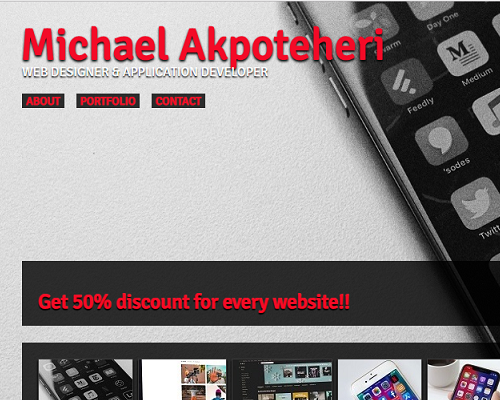 Michael Akpoteheri
WEB DESIGNER & APPLICATION DEVELOPER
ABOUT PORTFOLIO CONTACT
Get 50% discount for every website!!
Day One
Medium
Feedly
'sodes